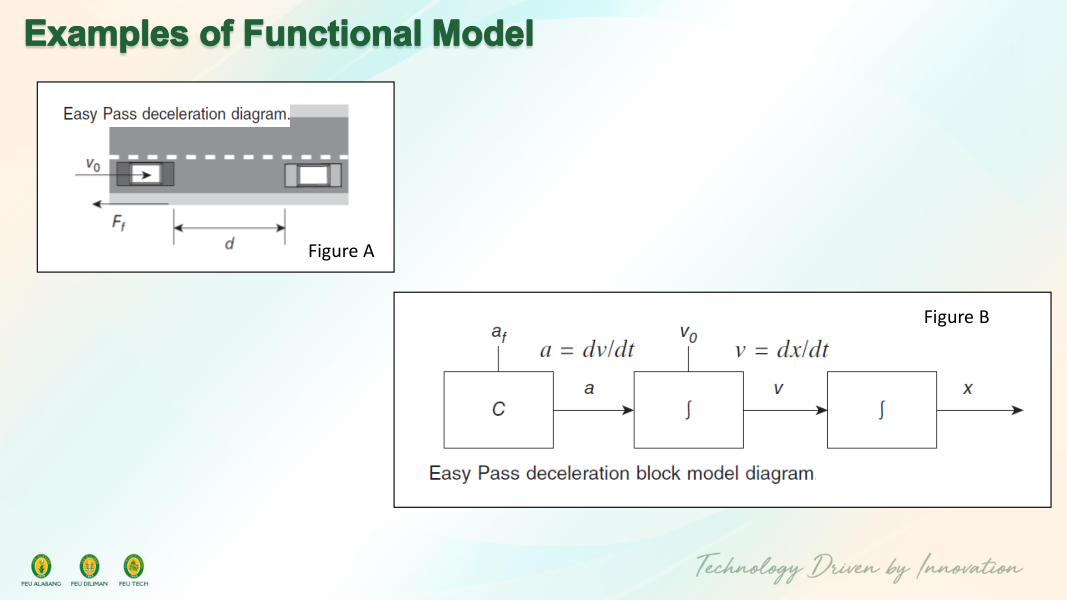 Examples of Functional Model
Easy Pass deceleration diagram.
v0
Ff
d
Figure A
Figure B
af
a = dv/dt
v0
v = dx/dt
C
a
∫
v
∫
x
Easy Pass deceleration block model diagram.
FEU ALABANG FEU DILIMAN FEU TECH
Technology Driven by Innovation